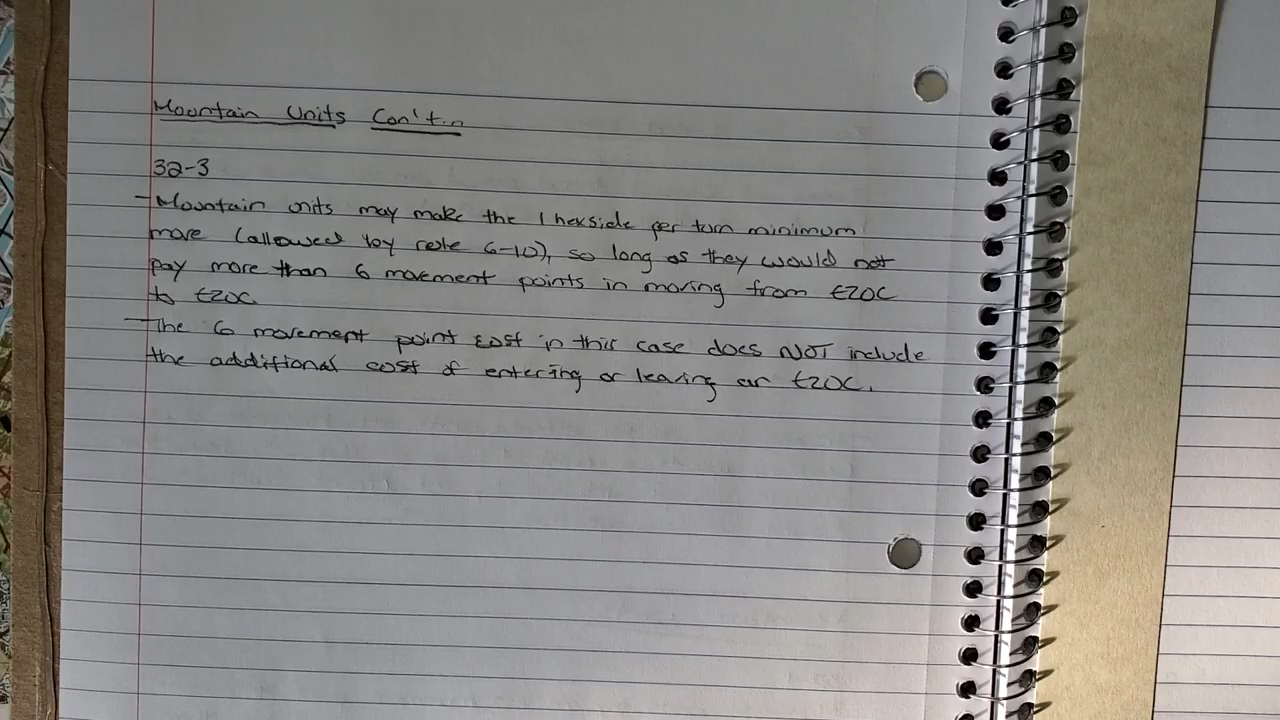 Mountain Units Con't.
32-3
- Mountain units may make the 1 hexside per turn minimum
move (allowed by rule 6-10), so long as they would not
pay more than 6 movement points in moving from EZOC
to EZOC.
- The 6 movement point cost in this case does NOT include
the additional cost of entering or leaving an EZOC.